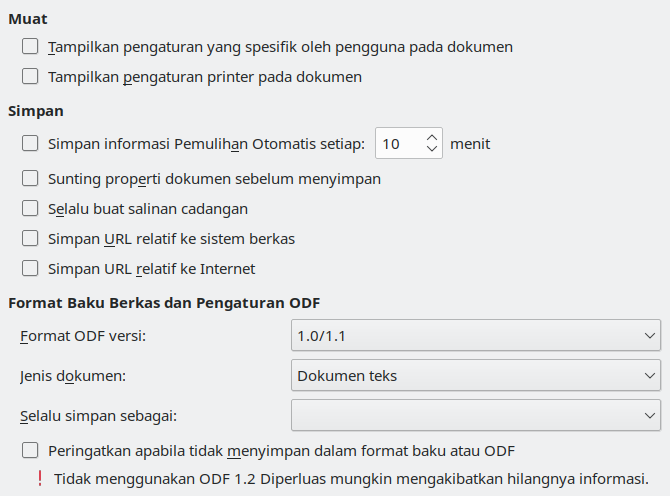 Muat
Tampilkan pengaturan yang spesifik oleh pengguna pada dokumen
Tampilkan pengaturan printer pada dokumen
Simpan
Simpan informasi Pemulihan Otomatis setiap: 10 menit
Sunting properti dokumen sebelum menyimpan
Selalu buat salinan cadangan
Simpan URL relatif ke sistem berkas
Simpan URL relatif ke Internet
Format Baku Berkas dan Pengaturan ODF
Format ODF versi: 1.0/1.1
Jenis dokumen: Dokumen teks
Selalu simpan sebagai:
Peringatkan apabila tidak menyimpan dalam format baku atau ODF
! Tidak menggunakan ODF 1.2 Diperluas mungkin mengakibatkan hilangnya informasi.